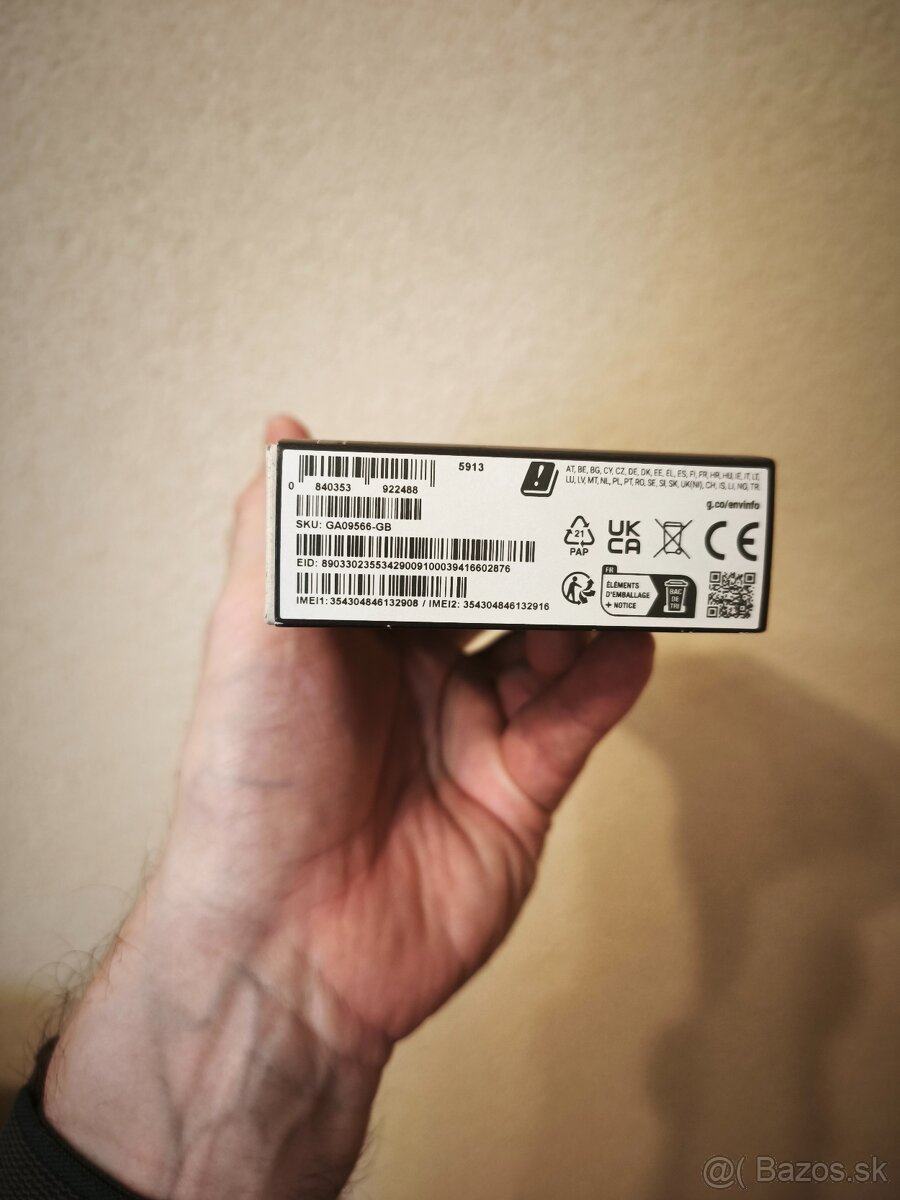 5913
0 840353 922488
SKU: GA09566-GB
EID: 89033023553429009100039416602876
IMEI1: 354304846132908 / IMEI2: 354304846132916
AT, BE, BG, CY, CZ, DE, DK, EE, EL, ES, FI, FR, HR, HU, IE, IT, LT,
LU, LV, MT, NL, PL, PT, RO, SE, SI, SK, UK(NI), CH, IS, LI, NO, TR
g.co/envinfo
21
PAP
UK
CA
CE
FR
ÉLÉMENTS
D'EMBALLAGE
+ NOTICE
BAC
DE
TRI
@( Bazos.sk